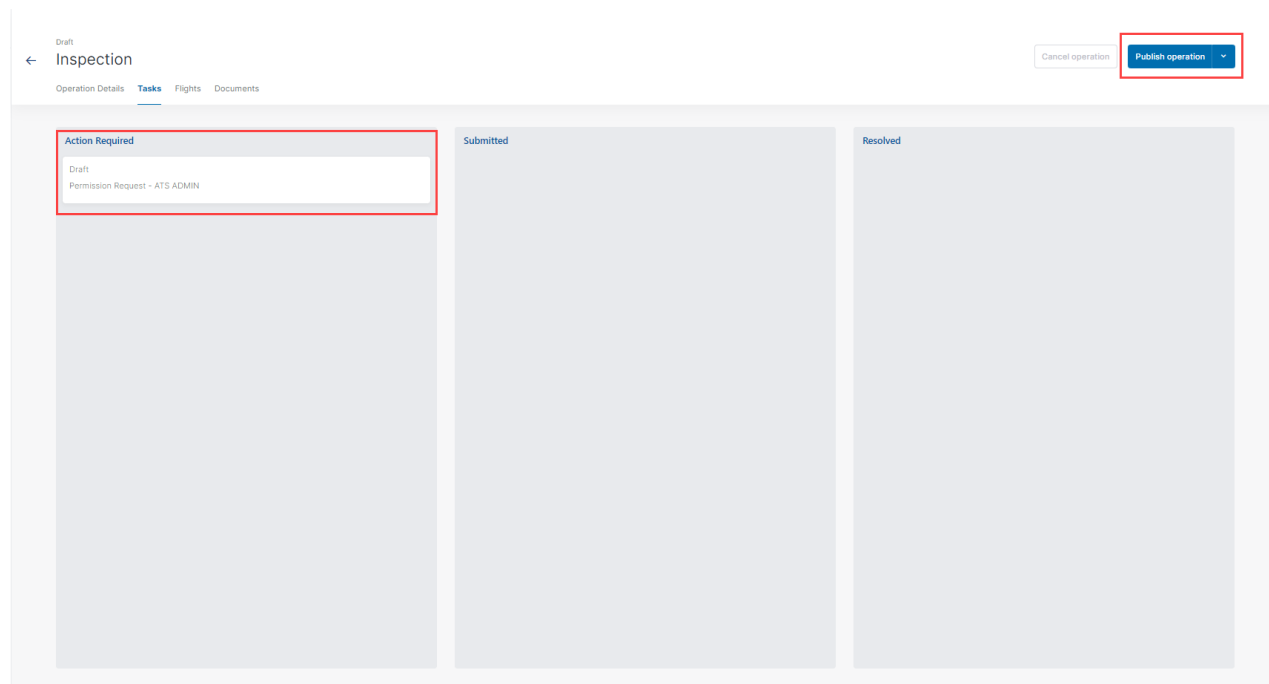 Draft
Inspection
Cancel operation
Publish operation
Operation Details Tasks Flights Documents
Action Required
Draft
Permission Request - ATS ADMIN
Submitted
Resolved